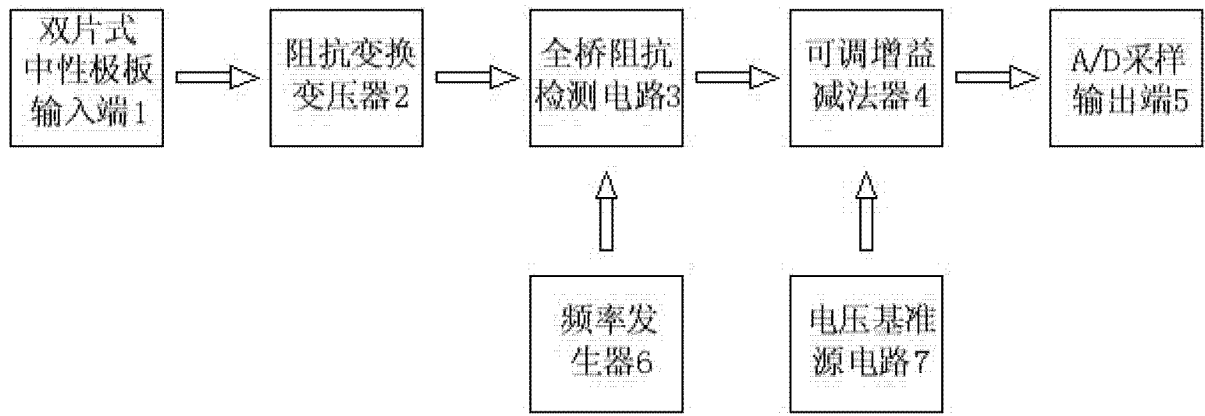 双片式
中性极板
输入端1
阻抗变换
变压器2
全桥阻抗
检测电路3
可调增益
减法器4
A/D采样
输出端5
频率发
生器6
电压基准
源电路7